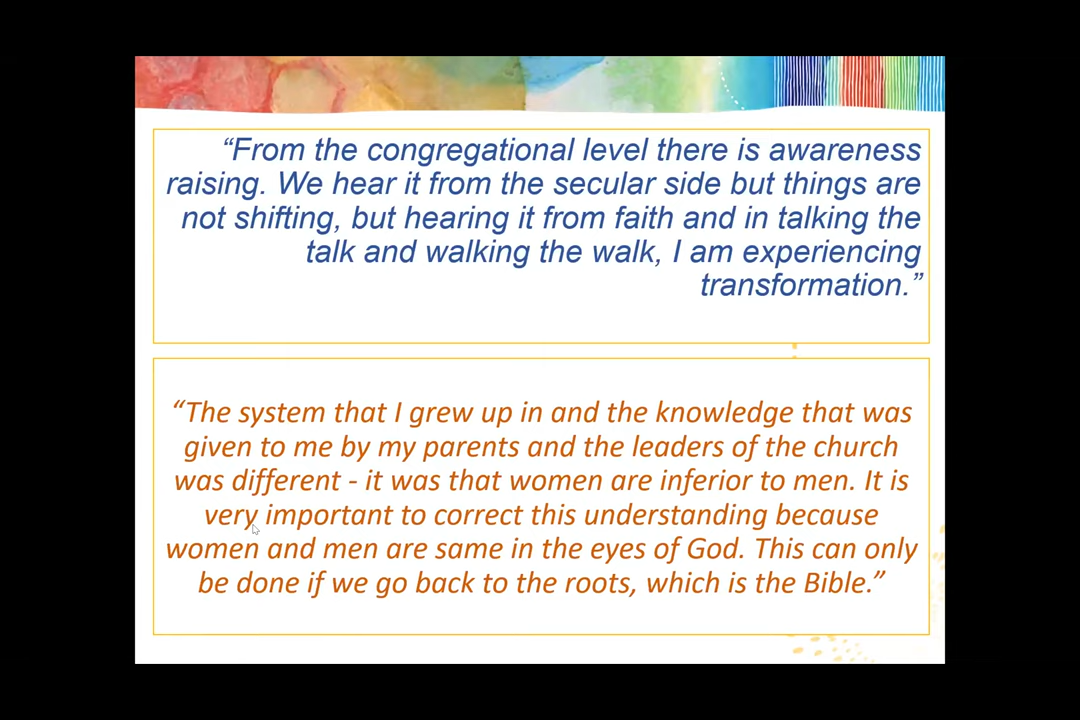 “From the congregational level there is awareness
raising. We hear it from the secular side but things are
not shifting, but hearing it from faith and in talking the
talk and walking the walk, I am experiencing
transformation.”
“The system that I grew up in and the knowledge that was
given to me by my parents and the leaders of the church
was different - it was that women are inferior to men. It is
very important to correct this understanding because
women and men are same in the eyes of God. This can only
be done if we go back to the roots, which is the Bible.”